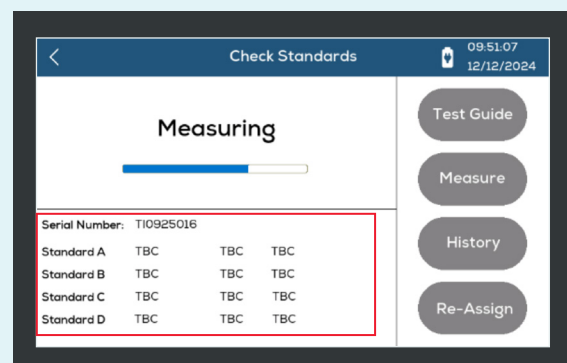 Check Standards
09:51:07
12/12/2024
Measuring
Serial Number: TI0925016
Standard A TBC TBC TBC
Standard B TBC TBC TBC
Standard C TBC TBC TBC
Standard D TBC TBC TBC
Test Guide
Measure
History
Re-Assign